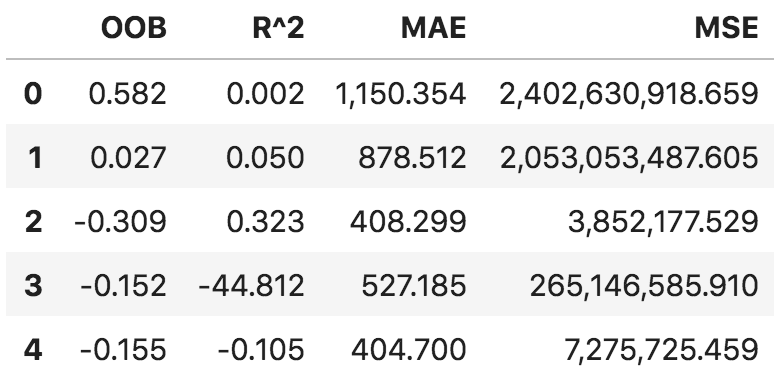 OOB R^2 MAE MSE
0 0.582 0.002 1,150.354 2,402,630,918.659
1 0.027 0.050 878.512 2,053,053,487.605
2 -0.309 0.323 408.299 3,852,177.529
3 -0.152 -44.812 527.185 265,146,585.910
4 -0.155 -0.105 404.700 7,275,725.459